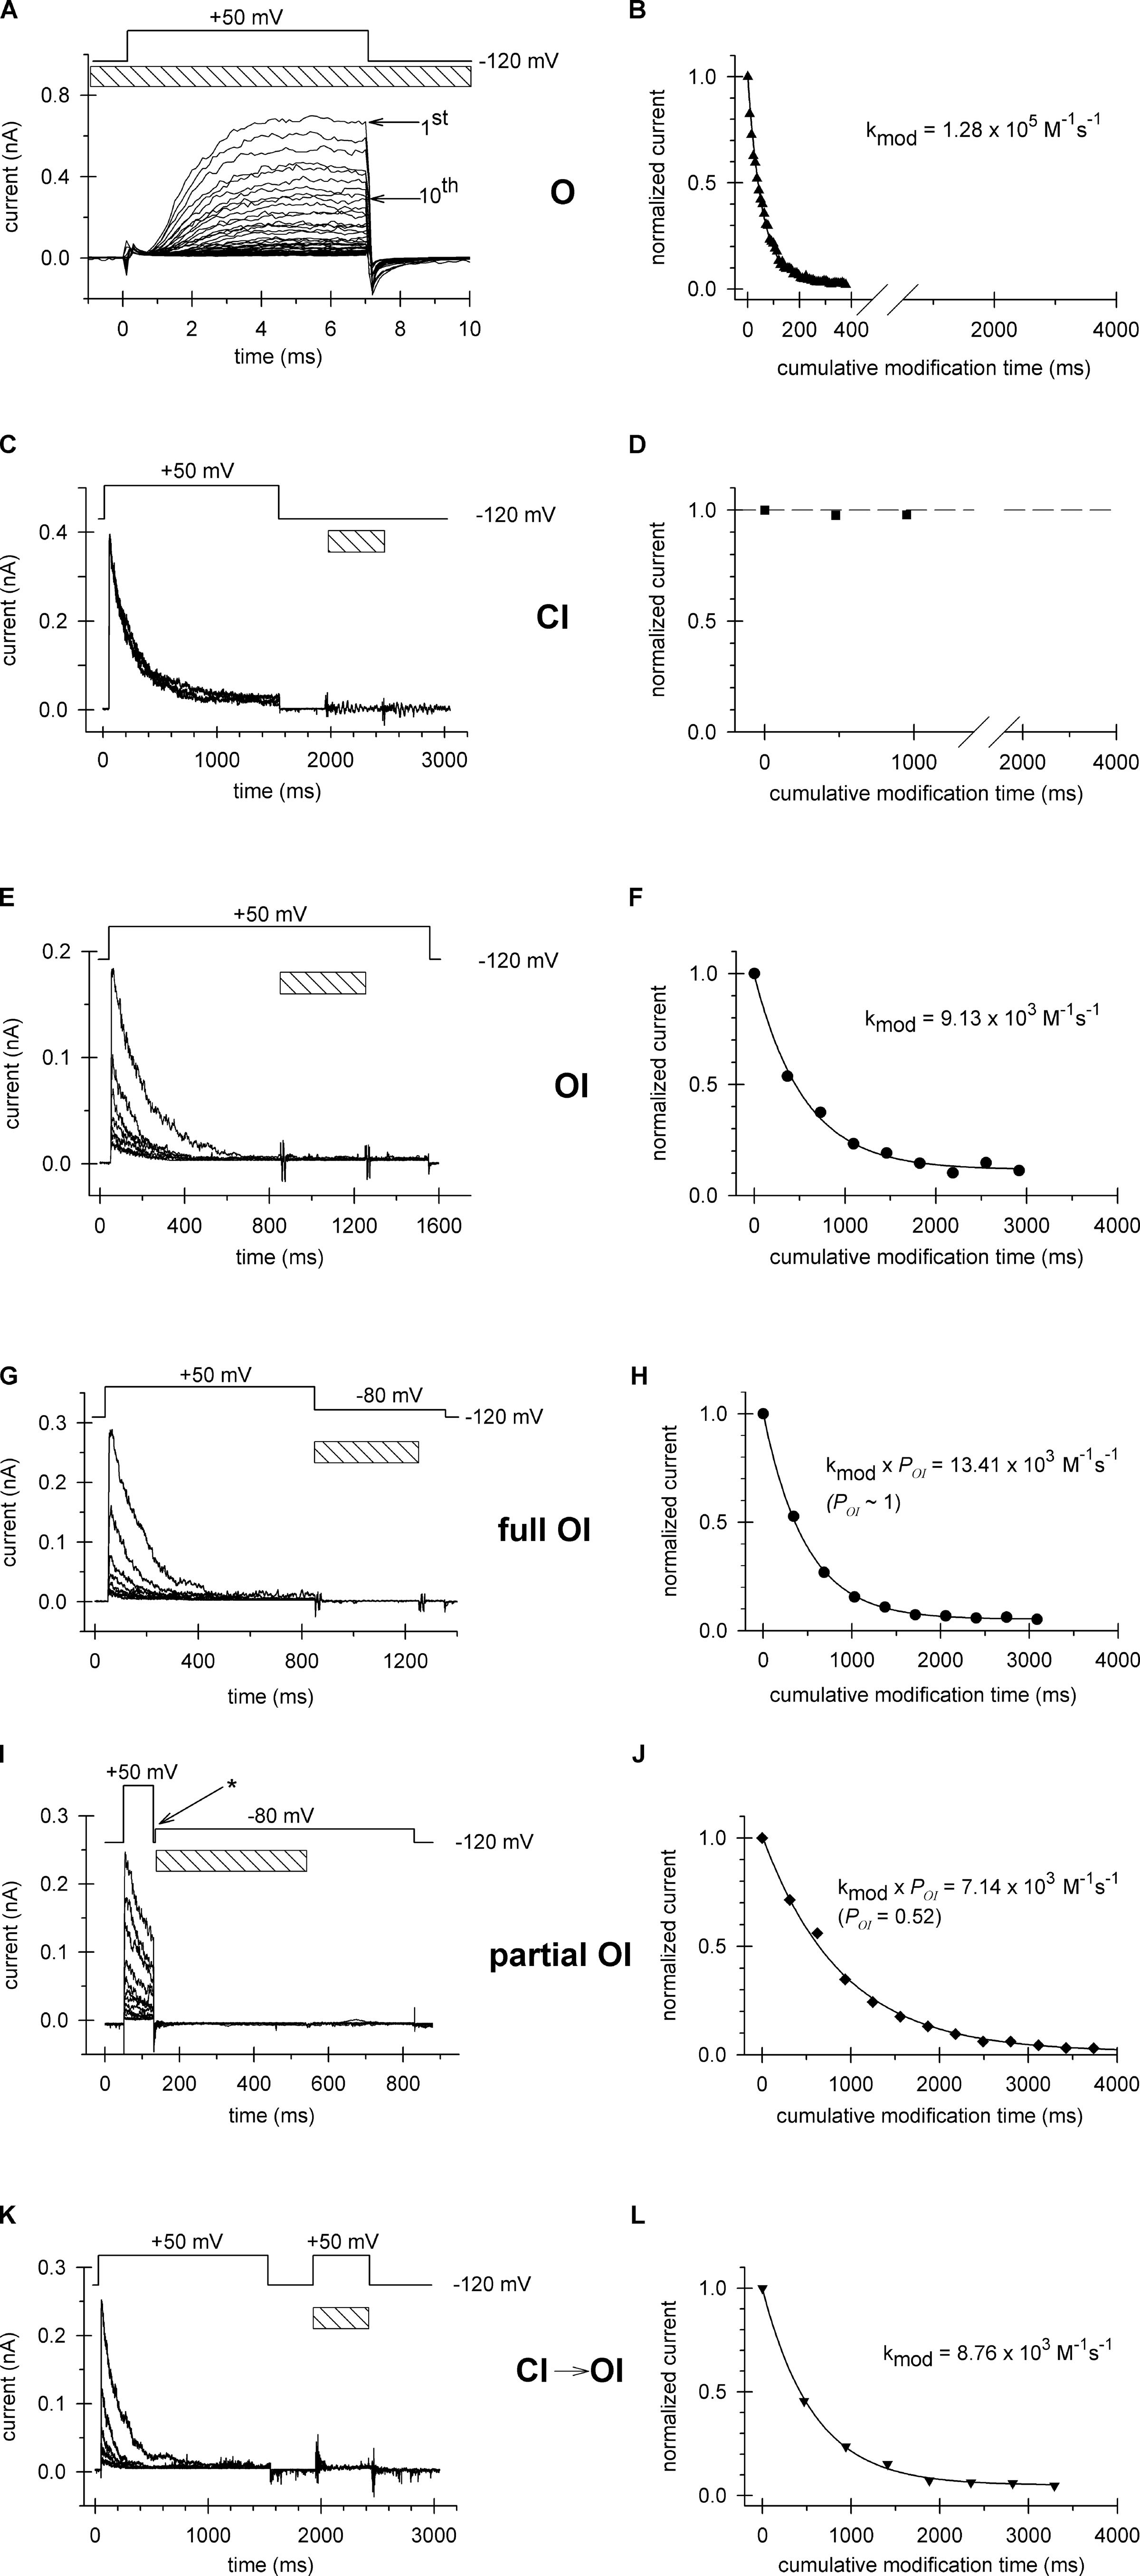 A
+50 mV
-120 mV
0.8
0.4
0.0
current (nA)
1st
10th
0 2 4 6 8 10
time (ms)
O
B
1.0
0.5
0.0
normalized current
kmod = 1.28 x 10^5 M^-1s^-1
0 200 400 2000 4000
cumulative modification time (ms)
C
+50 mV
-120 mV
0.4
0.2
0.0
current (nA)
0 1000 2000 3000
time (ms)
CI
D
1.0
0.5
0.0
normalized current
0 1000 2000 4000
cumulative modification time (ms)
E
+50 mV
-120 mV
0.2
0.1
0.0
current (nA)
0 400 800 1200 1600
time (ms)
OI
F
1.0
0.5
0.0
normalized current
kmod = 9.13 x 10^3 M^-1s^-1
0 1000 2000 3000 4000
cumulative modification time (ms)
G
+50 mV
-80 mV
-120 mV
0.3
0.2
0.1
0.0
current (nA)
0 400 800 1200
time (ms)
full OI
H
1.0
0.5
0.0
normalized current
kmod x POI = 13.41 x 10^3 M^-1s^-1
(POI ~ 1)
0 1000 2000 3000 4000
cumulative modification time (ms)
I
+50 mV
*
-80 mV
-120 mV
0.3
0.2
0.1
0.0
current (nA)
0 200 400 600 800
time (ms)
partial OI
J
1.0
0.5
0.0
normalized current
kmod x POI = 7.14 x 10^3 M^-1s^-1
(POI = 0.52)
0 1000 2000 3000 4000
cumulative modification time (ms)
K
+50 mV
+50 mV
-120 mV
0.3
0.2
0.1
0.0
current (nA)
0 1000 2000 3000
time (ms)
CI → OI
L
1.0
0.5
0.0
normalized current
kmod = 8.76 x 10^3 M^-1s^-1
0 1000 2000 3000 4000
cumulative modification time (ms)